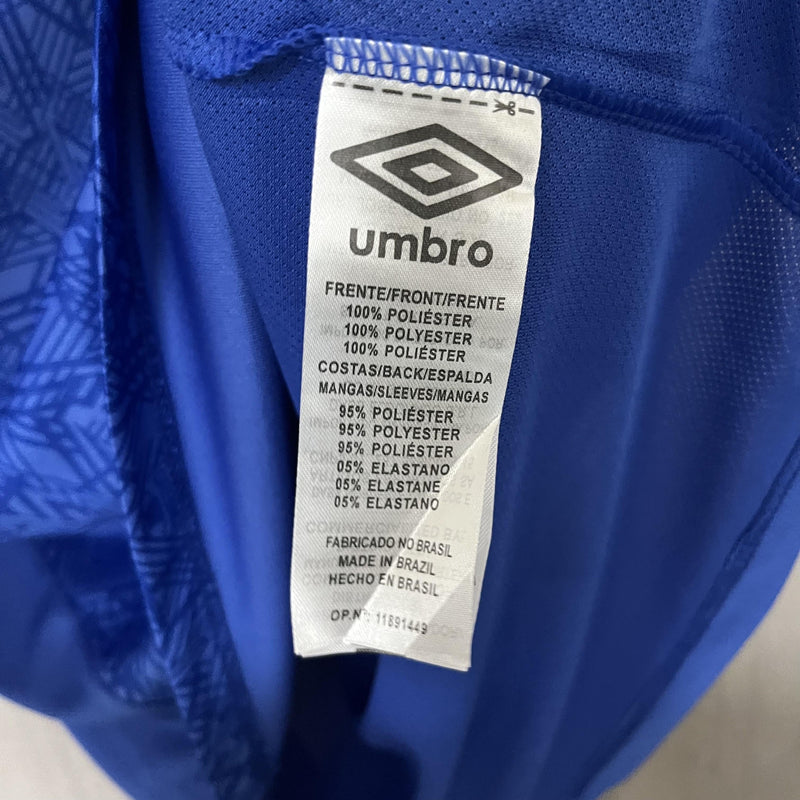 umbro
FRENTE/FRONT/FRENTE
100% POLIÉSTER
100% POLYESTER
100% POLIÉSTER
COSTAS/BACK/ESPALDA
MANGAS/SLEEVES/MANGAS
95% POLIÉSTER
95% POLYESTER
95% POLIÉSTER
05% ELASTANO
05% ELASTANE
05% ELASTANO
FABRICADO NO BRASIL
MADE IN BRAZIL
HECHO EN BRASIL
OP.Nº: 11891449